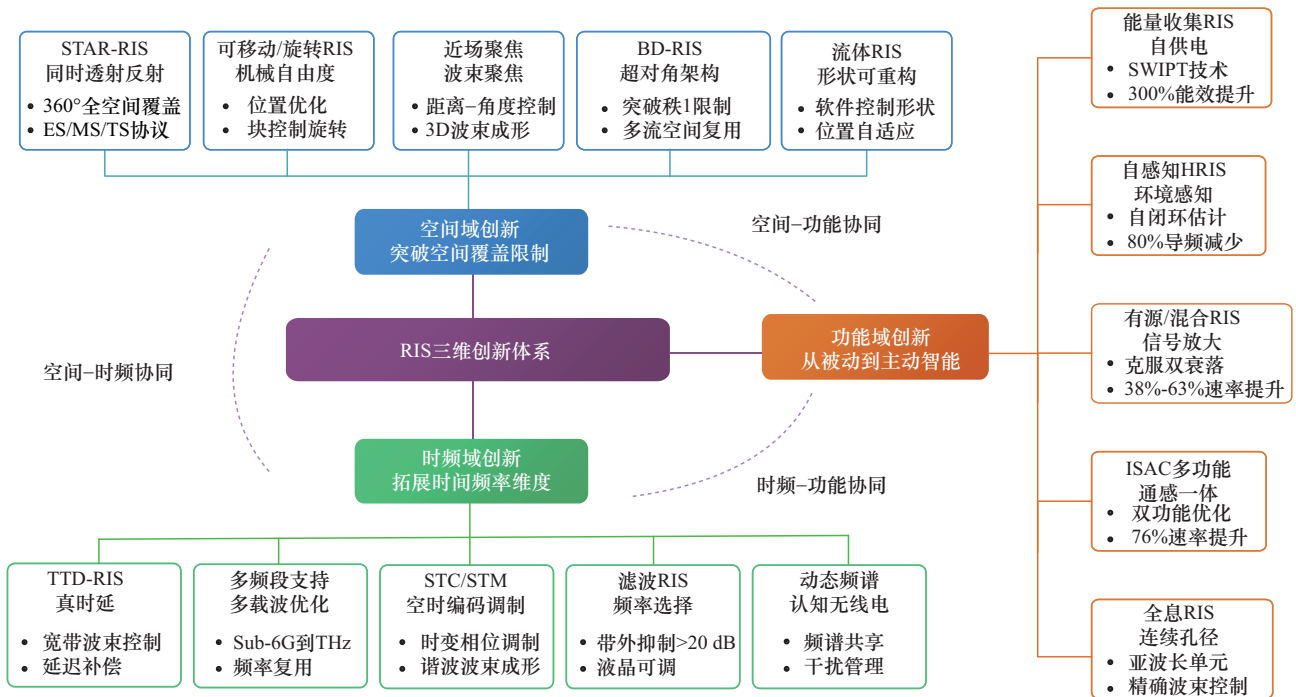 STAR-RIS
同时透射反射
• 360°全空间覆盖
• ES/MS/TS协议
可移动/旋转RIS
机械自由度
• 位置优化
• 块控制旋转
近场聚焦
波束聚焦
• 距离–角度控制
• 3D波束成形
BD-RIS
超对角架构
• 突破秩1限制
• 多流空间复用
流体RIS
形状可重构
• 软件控制形状
• 位置自适应
能量收集RIS
自供电
• SWIPT技术
• 300%能效提升
自感知HRIS
环境感知
• 自闭环估计
• 80%导频减少
有源/混合RIS
信号放大
• 克服双衰落
• 38%-63%速率提升
ISAC多功能
通感一体
• 双功能优化
• 76%速率提升
全息RIS
连续孔径
• 亚波长单元
• 精确波束控制
空间域创新
突破空间覆盖限制
空间–功能协同
RIS三维创新体系
功能域创新
从被动到主动智能
空间–时频协同
时频域创新
拓展时间频率维度
时频–功能协同
TTD-RIS
真时延
• 宽带波束控制
• 延迟补偿
多频段支持
多载波优化
• Sub-6G到THz
• 频率复用
STC/STM
空时编码调制
• 时变相位调制
• 谐波波束成形
滤波RIS
频率选择
• 带外抑制>20 dB
• 液晶可调
动态频谱
认知无线电
• 频谱共享
• 干扰管理